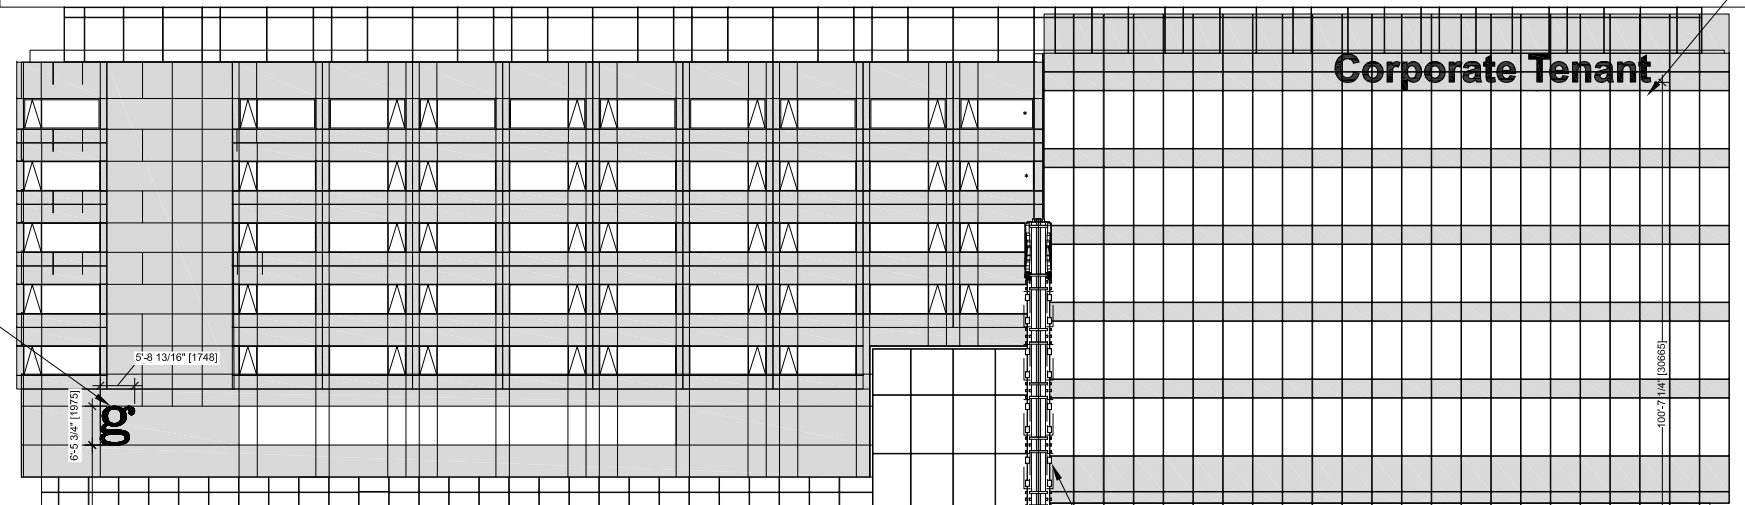 Corporate Tenant
5'-8 13/16" [1748]
6'-5 3/4" [1975]
g
100'-7 1/4" [30665]